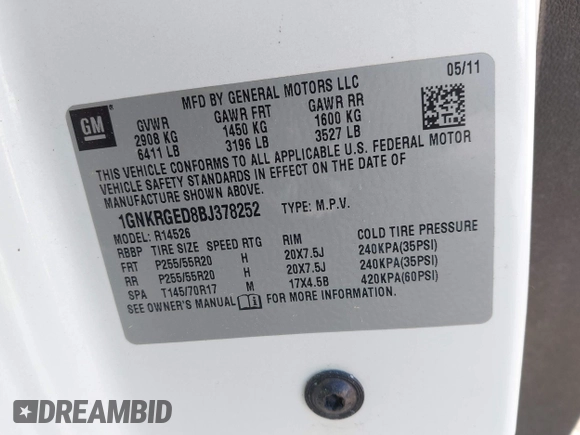 05/11
MFD BY GENERAL MOTORS LLC
GM
GVWR GAWR FRT GAWR RR
2908 KG 1450 KG 1600 KG
6411 LB 3196 LB 3527 LB
THIS VEHICLE CONFORMS TO ALL APPLICABLE U.S. FEDERAL MOTOR
VEHICLE SAFETY STANDARDS IN EFFECT ON THE DATE OF
MANUFACTURE SHOWN ABOVE.
1GNKRGED8BJ378252 TYPE: M.P.V.
MODEL: R14526
RBBP TIRE SIZE SPEED RTG RIM COLD TIRE PRESSURE
FRT P255/55R20 H 20X7.5J 240KPA(35PSI)
RR P255/55R20 H 20X7.5J 240KPA(35PSI)
SPA T145/70R17 M 17X4.5B 420KPA(60PSI)
SEE OWNER'S MANUAL FOR MORE INFORMATION.
DREAMBID